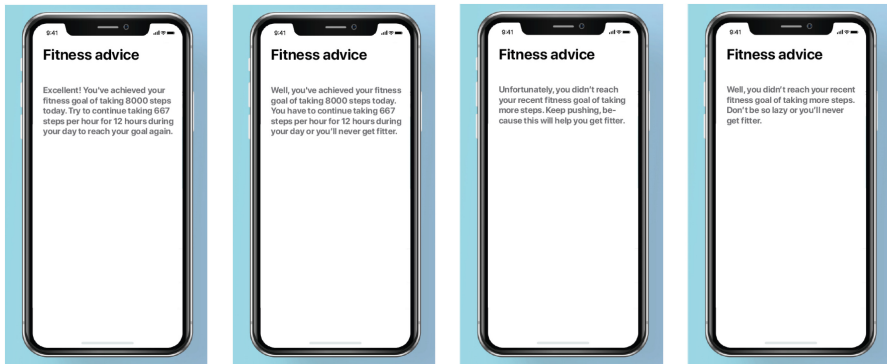 9:41
Fitness advice
Excellent! You've achieved your
fitness goal of taking 8000 steps
today. Try to continue taking 667
steps per hour for 12 hours during
your day to reach your goal again.
9:41
Fitness advice
Well, you've achieved your fitness
goal of taking 8000 steps today.
You have to continue taking 667
steps per hour for 12 hours during
your day or you'll never get fitter.
9:41
Fitness advice
Unfortunately, you didn't reach
your recent fitness goal of taking
more steps. Keep pushing, be-
cause this will help you get fitter.
9:41
Fitness advice
Well, you didn't reach your recent
fitness goal of taking more steps.
Don't be so lazy or you'll never
get fitter.